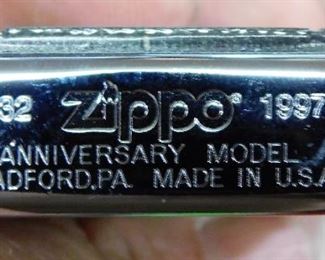 32 Zippo® 1997
ANNIVERSARY MODEL
ADFORD,PA. MADE IN U.S.A